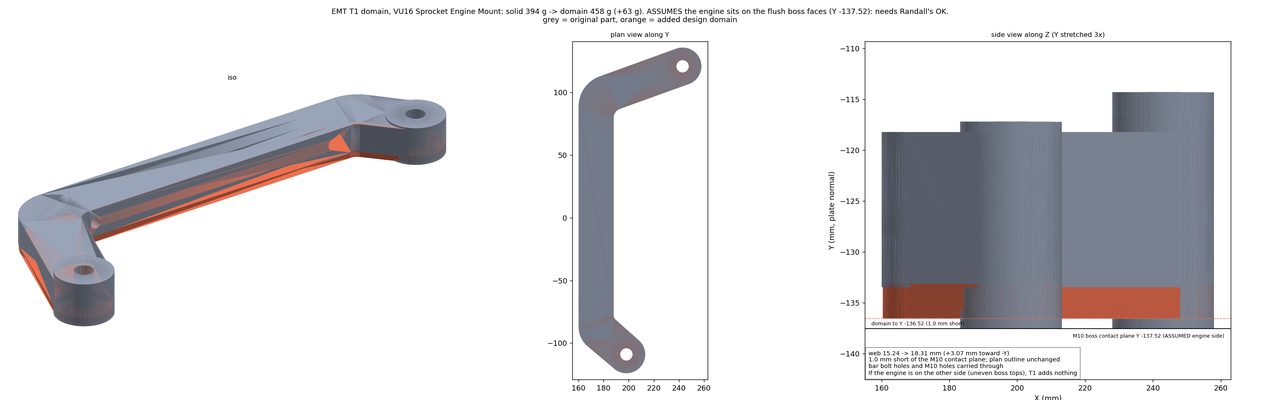 EMT T1 domain, VU16 Sprocket Engine Mount: solid 394 g -> domain 458 g (+63 g). ASSUMES the engine sits on the flush boss faces (Y -137.52): needs Randall's OK.
grey = original part, orange = added design domain
iso
plan view along Y
100
50
0
−50
−100
160 180 200 220 240 260
side view along Z (Y stretched 3x)
Y (mm, plate normal)
−110
−115
−120
−125
−130
−135
−140
domain to Y -136.52 (1.0 mm short)
M10 boss contact plane Y -137.52 (ASSUMED engine side)
web 15.24 -> 18.31 mm (+3.07 mm toward -Y)
1.0 mm short of the M10 contact plane; plan outline unchanged
bar bolt holes and M10 holes carried through
If the engine is on the other side (uneven boss tops), T1 adds nothing
160 180 200 220 240 260
X (mm)